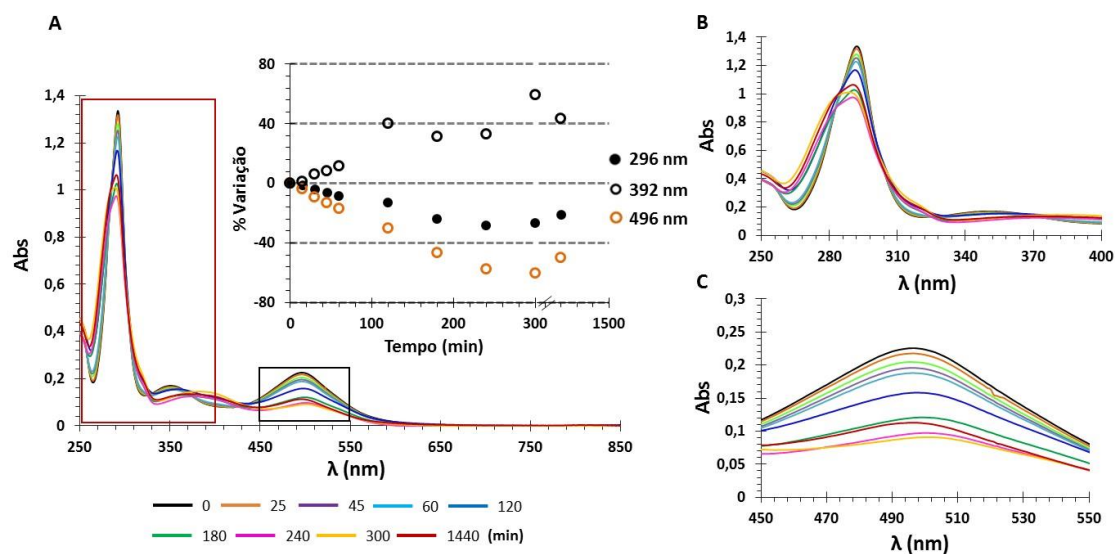 A
80
40
0
-40
-80
% Variação
0 100 200 300 1500
Tempo (min)
296 nm
392 nm
496 nm
1,4
1,2
1
0,8
0,6
0,4
0,2
0
Abs
250 350 450 550 650 750 850
λ (nm)
0 25 45 60 120
180 240 300 1440 (min)
B
1,4
1,2
1
0,8
0,6
0,4
0,2
0
Abs
250 280 310 340 370 400
λ (nm)
C
0,3
0,25
0,2
0,15
0,1
0,05
0
Abs
450 470 490 510 530 550
λ (nm)